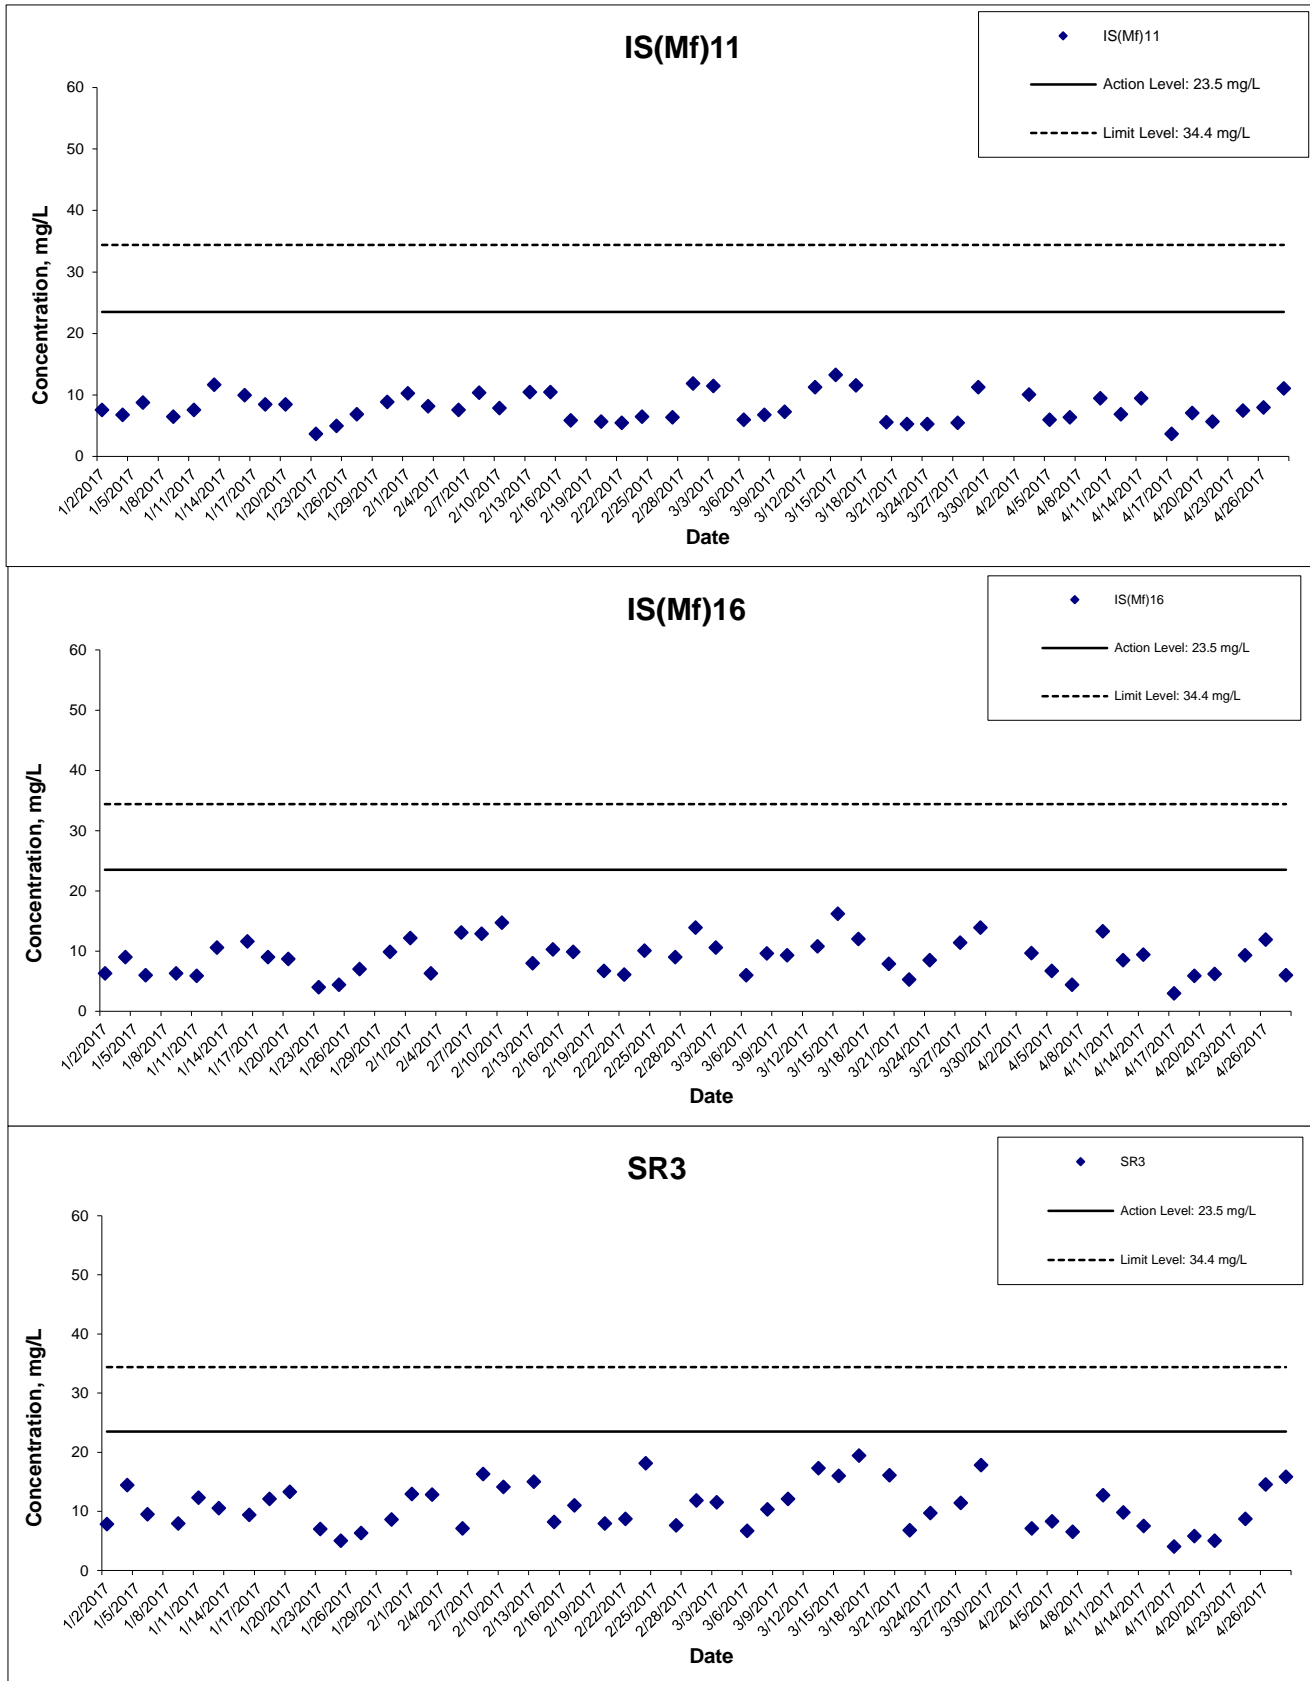 IS(Mf)11
IS(Mf)11
Action Level: 23.5 mg/L
Limit Level: 34.4 mg/L
Concentration, mg/L
60
50
40
30
20
10
0
1/2/2017 1/5/2017 1/8/2017 1/11/2017 1/14/2017 1/17/2017 1/20/2017 1/23/2017 1/26/2017 1/29/2017 2/1/2017 2/4/2017 2/7/2017 2/10/2017 2/13/2017 2/16/2017 2/19/2017 2/22/2017 2/25/2017 2/28/2017 3/3/2017 3/6/2017 3/9/2017 3/12/2017 3/15/2017 3/18/2017 3/21/2017 3/24/2017 3/27/2017 3/30/2017 4/2/2017 4/5/2017 4/8/2017 4/11/2017 4/14/2017 4/17/2017 4/20/2017 4/23/2017 4/26/2017
Date
IS(Mf)16
IS(Mf)16
Action Level: 23.5 mg/L
Limit Level: 34.4 mg/L
Concentration, mg/L
60
50
40
30
20
10
0
1/2/2017 1/5/2017 1/8/2017 1/11/2017 1/14/2017 1/17/2017 1/20/2017 1/23/2017 1/26/2017 1/29/2017 2/1/2017 2/4/2017 2/7/2017 2/10/2017 2/13/2017 2/16/2017 2/19/2017 2/22/2017 2/25/2017 2/28/2017 3/3/2017 3/6/2017 3/9/2017 3/12/2017 3/15/2017 3/18/2017 3/21/2017 3/24/2017 3/27/2017 3/30/2017 4/2/2017 4/5/2017 4/8/2017 4/11/2017 4/14/2017 4/17/2017 4/20/2017 4/23/2017 4/26/2017
Date
SR3
SR3
Action Level: 23.5 mg/L
Limit Level: 34.4 mg/L
Concentration, mg/L
60
50
40
30
20
10
0
1/2/2017 1/5/2017 1/8/2017 1/11/2017 1/14/2017 1/17/2017 1/20/2017 1/23/2017 1/26/2017 1/29/2017 2/1/2017 2/4/2017 2/7/2017 2/10/2017 2/13/2017 2/16/2017 2/19/2017 2/22/2017 2/25/2017 2/28/2017 3/3/2017 3/6/2017 3/9/2017 3/12/2017 3/15/2017 3/18/2017 3/21/2017 3/24/2017 3/27/2017 3/30/2017 4/2/2017 4/5/2017 4/8/2017 4/11/2017 4/14/2017 4/17/2017 4/20/2017 4/23/2017 4/26/2017
Date